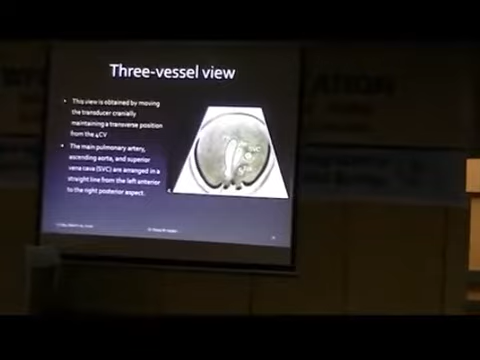 Three-vessel view
• This view is obtained by moving
the transducer cranially
maintaining a transverse position
from the 4CV
• The main pulmonary artery,
ascending aorta, and superior
vena cava (SVC) are arranged in a
straight line from the left anterior
to the right posterior aspect.
SVC